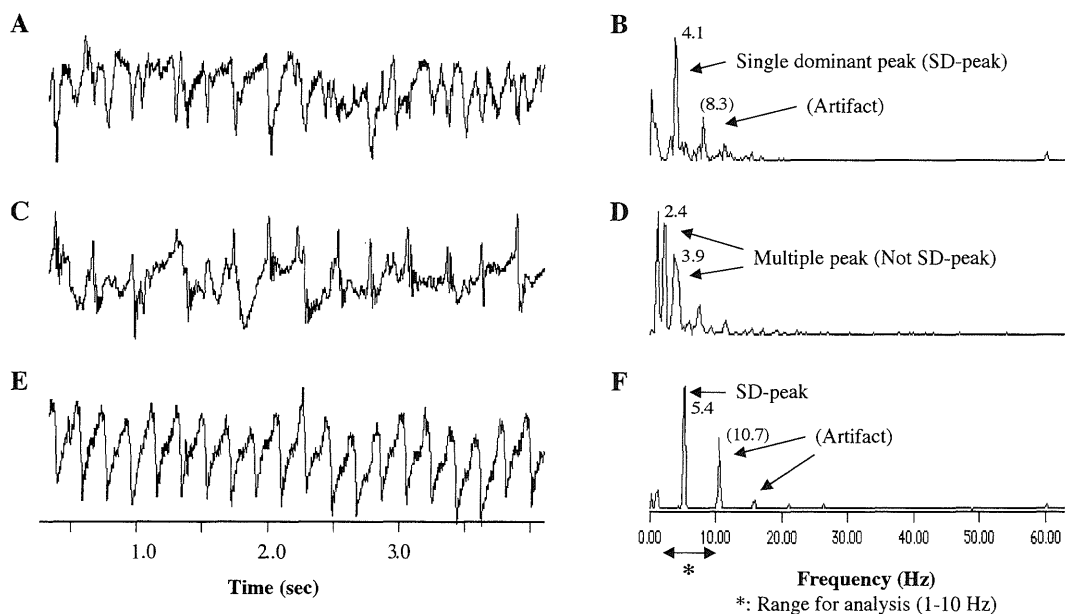 A
B
4.1
Single dominant peak (SD-peak)
(8.3)
(Artifact)
C
D
2.4
Multiple peak (Not SD-peak)
3.9
E
F
SD-peak
5.4
(10.7)
(Artifact)
1.0 2.0 3.0
Time (sec)
0.00 10.00 20.00 30.00 40.00 50.00 60.00
*
Frequency (Hz)
*: Range for analysis (1-10 Hz)